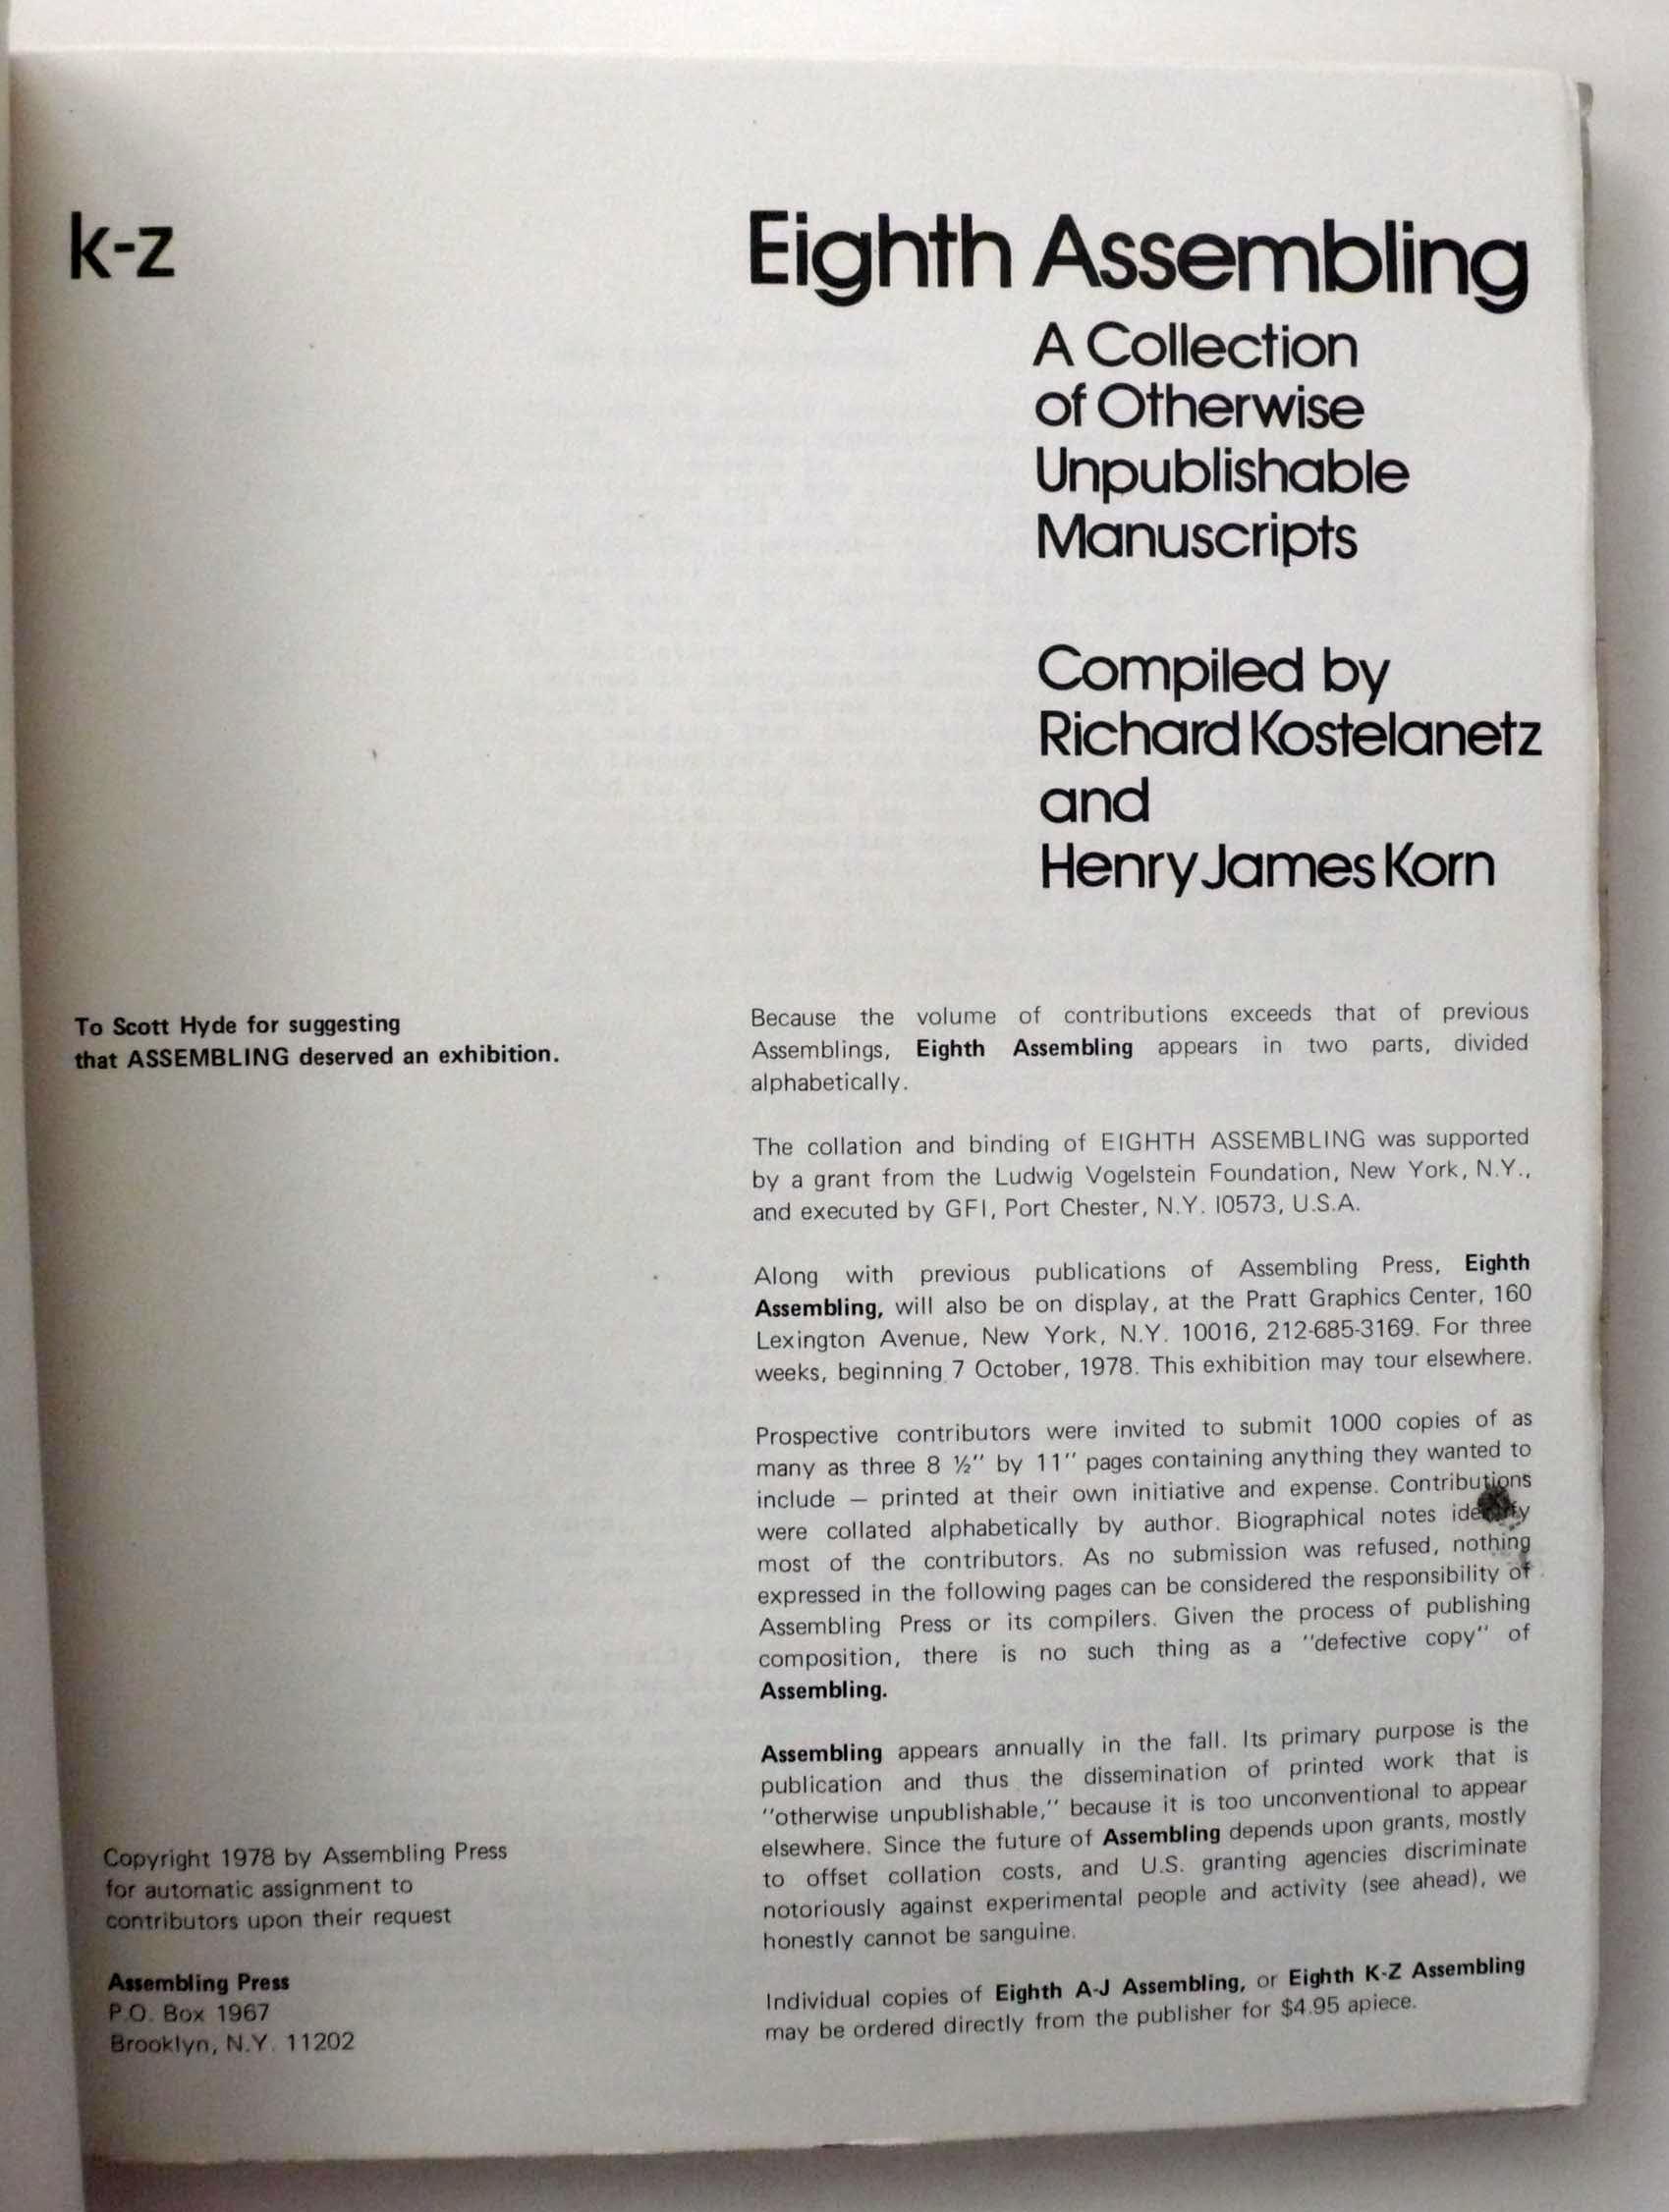 k-z
Eighth Assembling
A Collection
of Otherwise
Unpublishable
Manuscripts
Compiled by
Richard Kostelanetz
and
Henry James Korn
To Scott Hyde for suggesting
that ASSEMBLING deserved an exhibition.
Because the volume of contributions exceeds that of previous
Assemblings, Eighth Assembling appears in two parts, divided
alphabetically.
The collation and binding of EIGHTH ASSEMBLING was supported
by a grant from the Ludwig Vogelstein Foundation, New York, N.Y.,
and executed by GFI, Port Chester, N.Y. I0573, U.S.A.
Along with previous publications of Assembling Press, Eighth
Assembling, will also be on display, at the Pratt Graphics Center, 160
Lexington Avenue, New York, N.Y. 10016, 212-685-3169. For three
weeks, beginning 7 October, 1978. This exhibition may tour elsewhere.
Prospective contributors were invited to submit 1000 copies of as
many as three 8 ½" by 11" pages containing anything they wanted to
include — printed at their own initiative and expense. Contributions
were collated alphabetically by author. Biographical notes identify
most of the contributors. As no submission was refused, nothing
expressed in the following pages can be considered the responsibility of
Assembling Press or its compilers. Given the process of publishing
composition, there is no such thing as a "defective copy" of
Assembling.
Assembling appears annually in the fall. Its primary purpose is the
publication and thus the dissemination of printed work that is
"otherwise unpublishable," because it is too unconventional to appear
elsewhere. Since the future of Assembling depends upon grants, mostly
to offset collation costs, and U.S. granting agencies discriminate
notoriously against experimental people and activity (see ahead), we
honestly cannot be sanguine.
Individual copies of Eighth A-J Assembling, or Eighth K-Z Assembling
may be ordered directly from the publisher for $4.95 apiece.
Copyright 1978 by Assembling Press
for automatic assignment to
contributors upon their request
Assembling Press
P.O. Box 1967
Brooklyn, N.Y. 11202